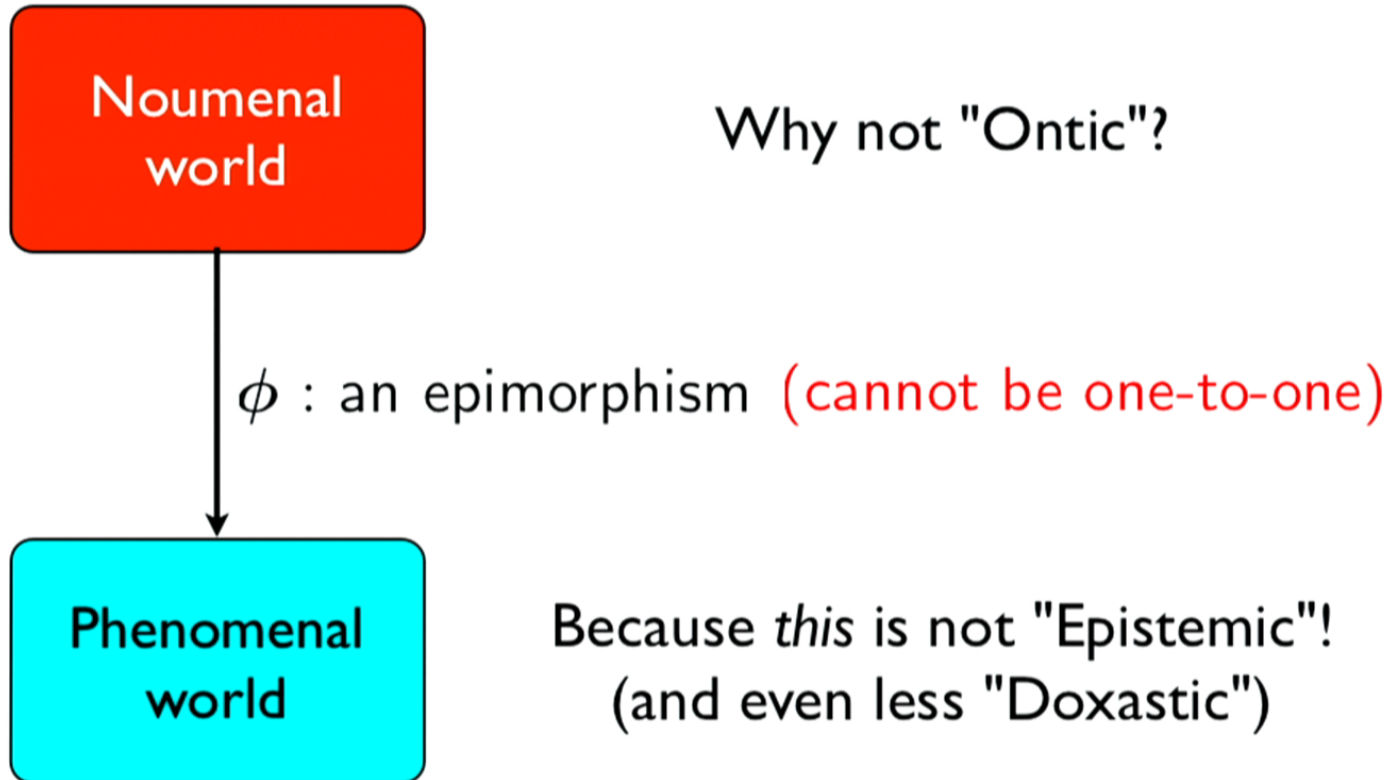 Noumenal
world
Why not "Ontic"?
ϕ : an epimorphism (cannot be one-to-one)
Phenomenal
world
Because this is not "Epistemic"!
(and even less "Doxastic")